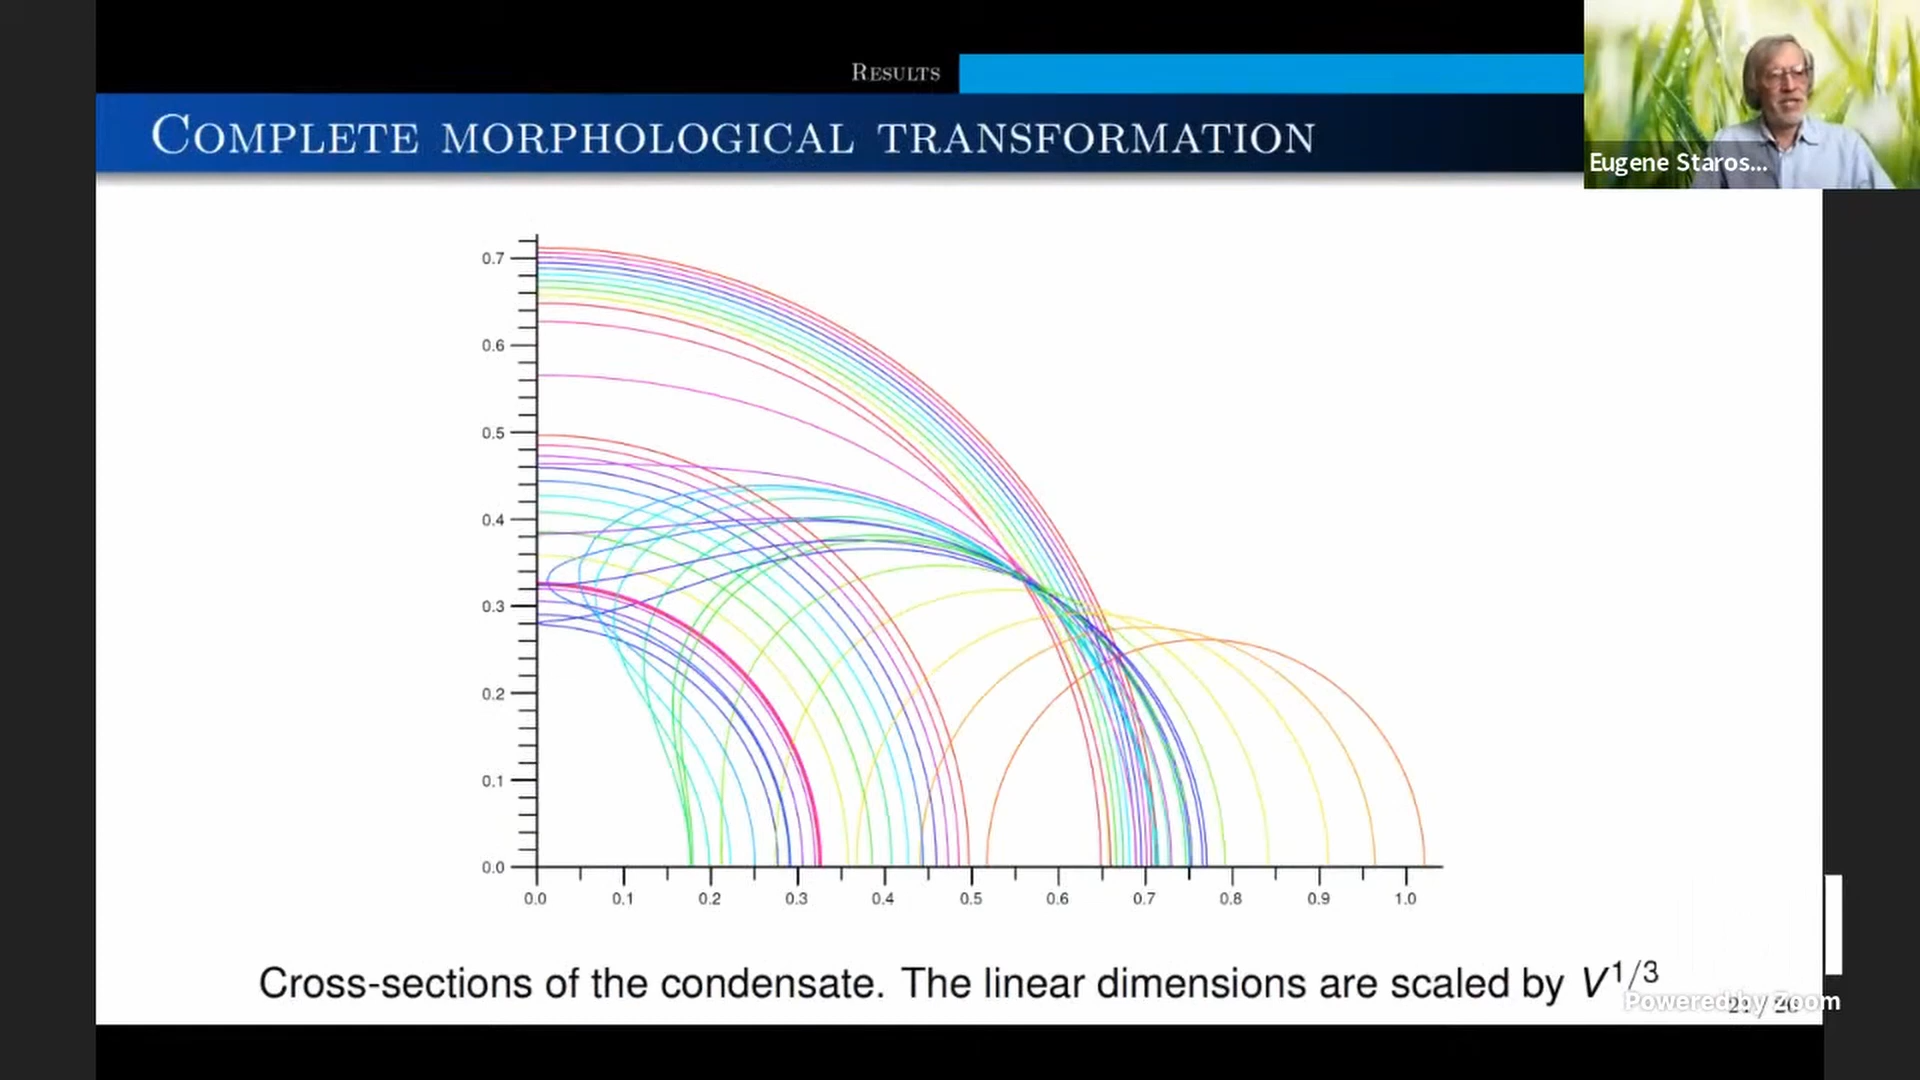 RESULTS
COMPLETE MORPHOLOGICAL TRANSFORMATION
Eugene Staros...
0.7
0.6
0.5
0.4
0.3
0.2
0.1
0.0
0.0 0.1 0.2 0.3 0.4 0.5 0.6 0.7 0.8 0.9 1.0
Cross-sections of the condensate. The linear dimensions are scaled by V^1/3
Powered by Zoom